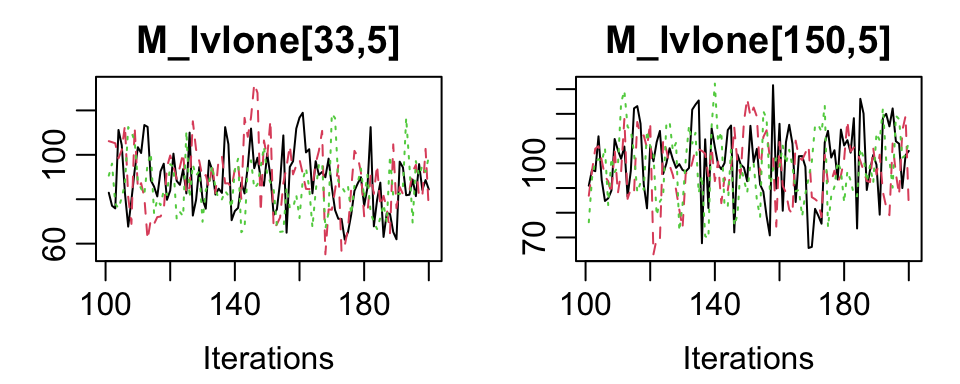 M_lvlone[33,5]
60 100
100 140 180
Iterations
M_lvlone[150,5]
70 100
100 140 180
Iterations